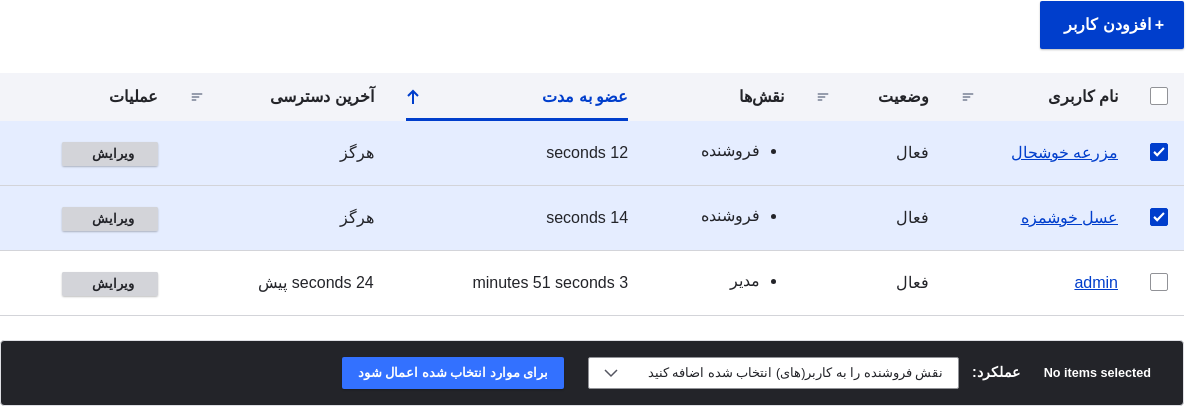 + افزودن کاربر
نام کاربری وضعیت نقش‌ها عضو به مدت آخرین دسترسی عملیات
مزرعه خوشحال فعال • فروشنده 12 seconds هرگز ویرایش
عسل خوشمزه فعال • فروشنده 14 seconds هرگز ویرایش
admin فعال • مدیر 3 minutes 51 seconds 24 seconds پیش ویرایش
No items selected عملکرد: نقش فروشنده را به کاربر(های) انتخاب شده اضافه کنید برای موارد انتخاب شده اعمال شود